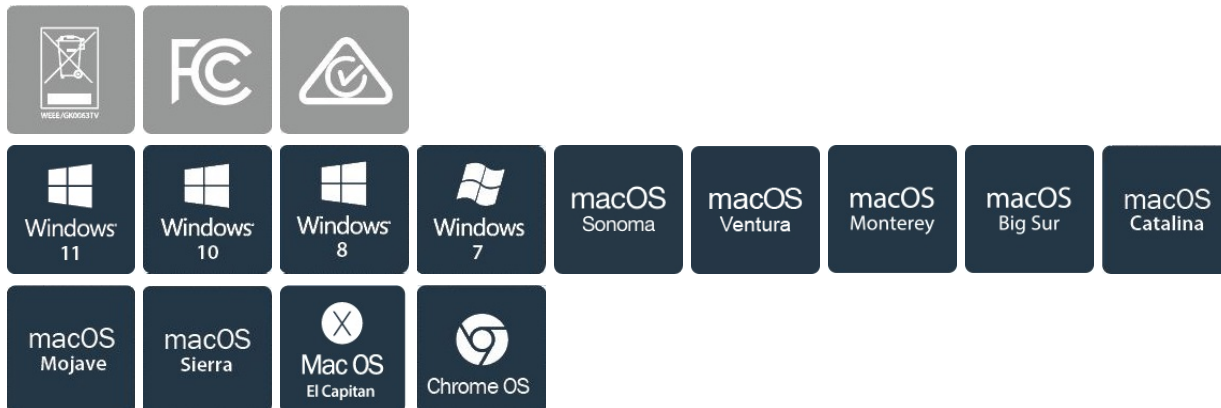 WEEE/GK0063TV
FC
Windows
11
Windows
10
Windows
8
Windows
7
macOS
Sonoma
macOS
Ventura
macOS
Monterey
macOS
Big Sur
macOS
Catalina
macOS
Mojave
macOS
Sierra
X
Mac OS
El Capitan
Chrome OS